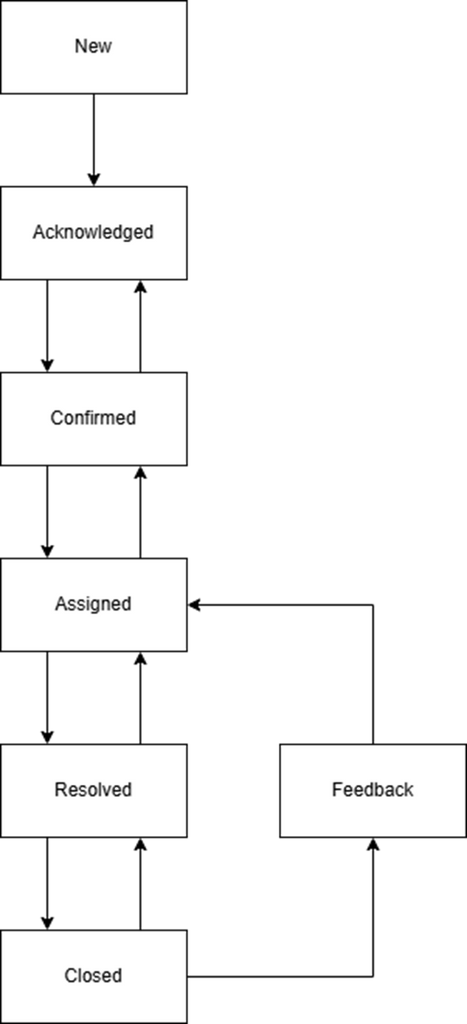 New
Acknowledged
Confirmed
Assigned
Resolved
Feedback
Closed